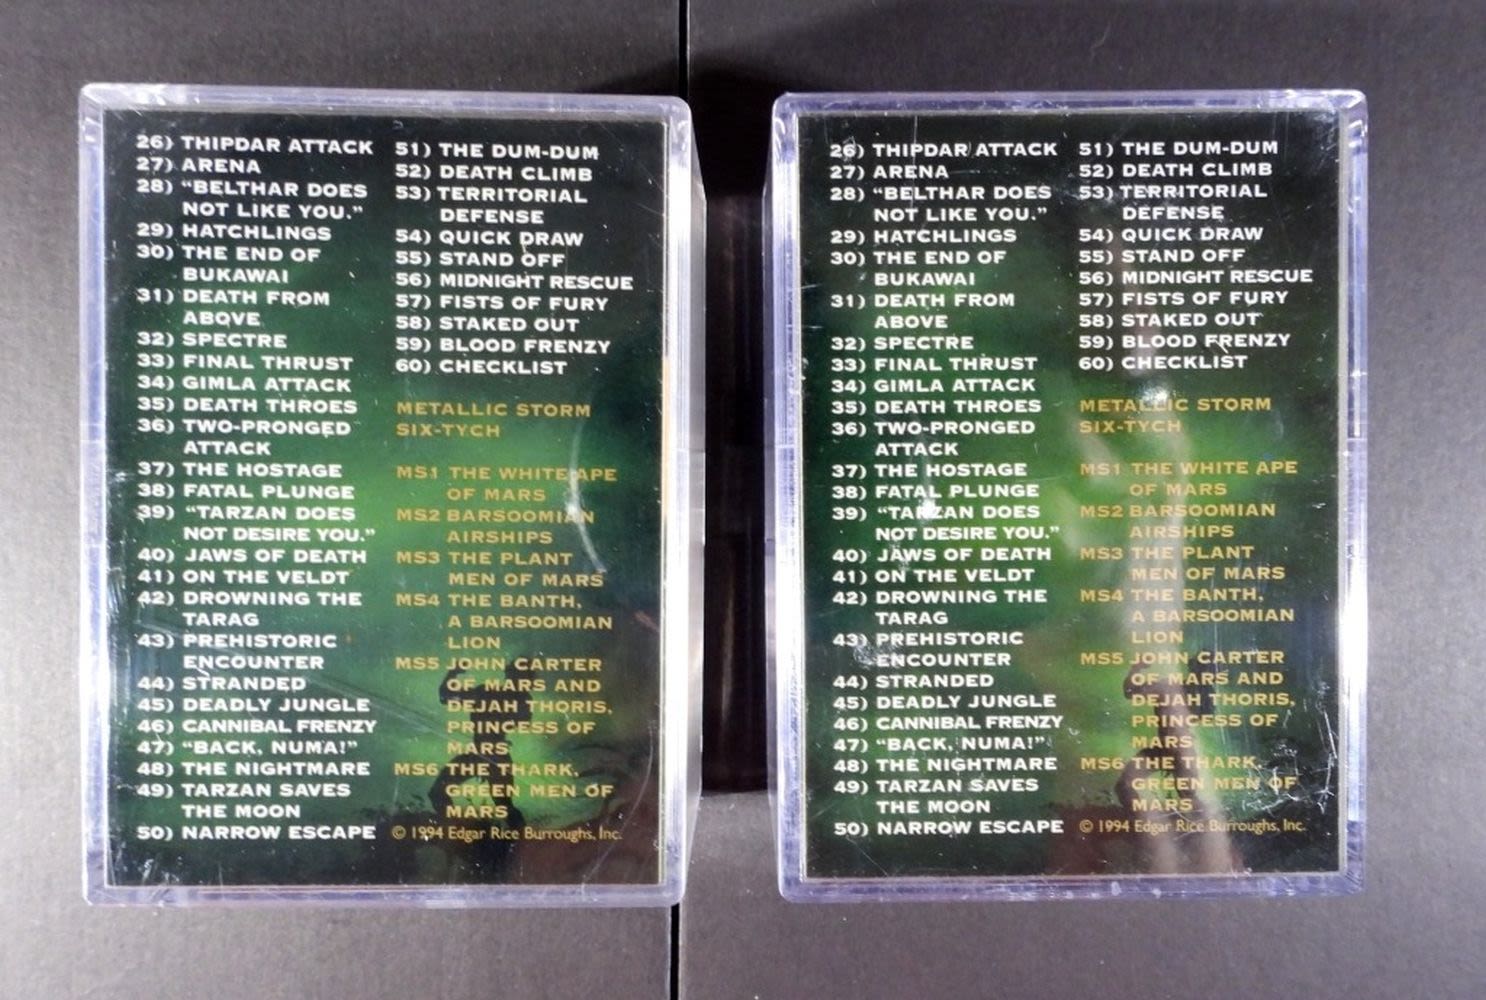 26) THIPDAR ATTACK
27) ARENA
28) "BELTHAR DOES
NOT LIKE YOU."
29) HATCHLINGS
30) THE END OF
BUKAWAI
31) DEATH FROM
ABOVE
32) SPECTRE
33) FINAL THRUST
34) GIMLA ATTACK
35) DEATH THROES
36) TWO-PRONGED
ATTACK
37) THE HOSTAGE
38) FATAL PLUNGE
39) "TARZAN DOES
NOT DESIRE YOU."
40) JAWS OF DEATH
41) ON THE VELDT
42) DROWNING THE
TARAG
43) PREHISTORIC
ENCOUNTER
44) STRANDED
45) DEADLY JUNGLE
46) CANNIBAL FRENZY
47) "BACK, NUMA!"
48) THE NIGHTMARE
49) TARZAN SAVES
THE MOON
50) NARROW ESCAPE
51) THE DUM-DUM
52) DEATH CLIMB
53) TERRITORIAL
DEFENSE
54) QUICK DRAW
55) STAND OFF
56) MIDNIGHT RESCUE
57) FISTS OF FURY
58) STAKED OUT
59) BLOOD FRENZY
60) CHECKLIST
METALLIC STORM
SIX-TYCH
MS1 THE WHITE APE
OF MARS
MS2 BARSOOMIAN
AIRSHIPS
MS3 THE PLANT
MEN OF MARS
MS4 THE BANTH,
A BARSOOMIAN
LION
MS5 JOHN CARTER
OF MARS AND
DEJAH THORIS,
PRINCESS OF
MARS
MS6 THE THARK,
GREEN MEN OF
MARS
© 1994 Edgar Rice Burroughs, Inc.
26) THIPDAR ATTACK
27) ARENA
28) "BELTHAR DOES
NOT LIKE YOU."
29) HATCHLINGS
30) THE END OF
BUKAWAI
31) DEATH FROM
ABOVE
32) SPECTRE
33) FINAL THRUST
34) GIMLA ATTACK
35) DEATH THROES
36) TWO-PRONGED
ATTACK
37) THE HOSTAGE
38) FATAL PLUNGE
39) "TARZAN DOES
NOT DESIRE YOU."
40) JAWS OF DEATH
41) ON THE VELDT
42) DROWNING THE
TARAG
43) PREHISTORIC
ENCOUNTER
44) STRANDED
45) DEADLY JUNGLE
46) CANNIBAL FRENZY
47) "BACK, NUMA!"
48) THE NIGHTMARE
49) TARZAN SAVES
THE MOON
50) NARROW ESCAPE
51) THE DUM-DUM
52) DEATH CLIMB
53) TERRITORIAL
DEFENSE
54) QUICK DRAW
55) STAND OFF
56) MIDNIGHT RESCUE
57) FISTS OF FURY
58) STAKED OUT
59) BLOOD FRENZY
60) CHECKLIST
METALLIC STORM
SIX-TYCH
MS1 THE WHITE APE
OF MARS
MS2 BARSOOMIAN
AIRSHIPS
MS3 THE PLANT
MEN OF MARS
MS4 THE BANTH,
A BARSOOMIAN
LION
MS5 JOHN CARTER
OF MARS AND
DEJAH THORIS,
PRINCESS OF
MARS
MS6 THE THARK,
GREEN MEN OF
MARS
© 1994 Edgar Rice Burroughs, Inc.